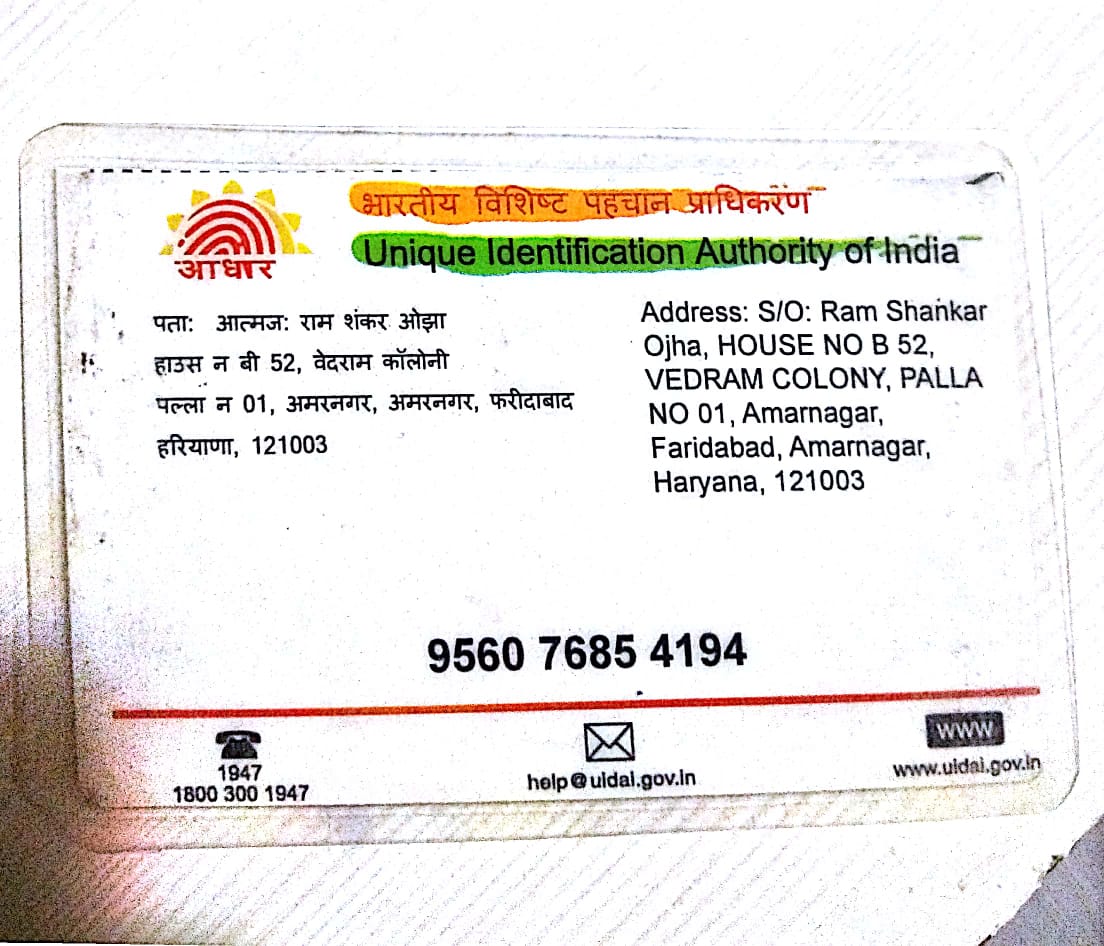 आधार
भारतीय विशिष्ट पहचान प्राधिकरण
Unique Identification Authority of India
पता: आत्मज: राम शंकर ओझा
हाउस न बी 52, वेदराम कॉलोनी
पल्ला न 01, अमरनगर, अमरनगर, फरीदाबाद
हरियाणा, 121003
Address: S/O: Ram Shankar
Ojha, HOUSE NO B 52,
VEDRAM COLONY, PALLA
NO 01, Amarnagar,
Faridabad, Amarnagar,
Haryana, 121003
9560 7685 4194
1947
1800 300 1947
help@uidai.gov.in
WWW
www.uidai.gov.in